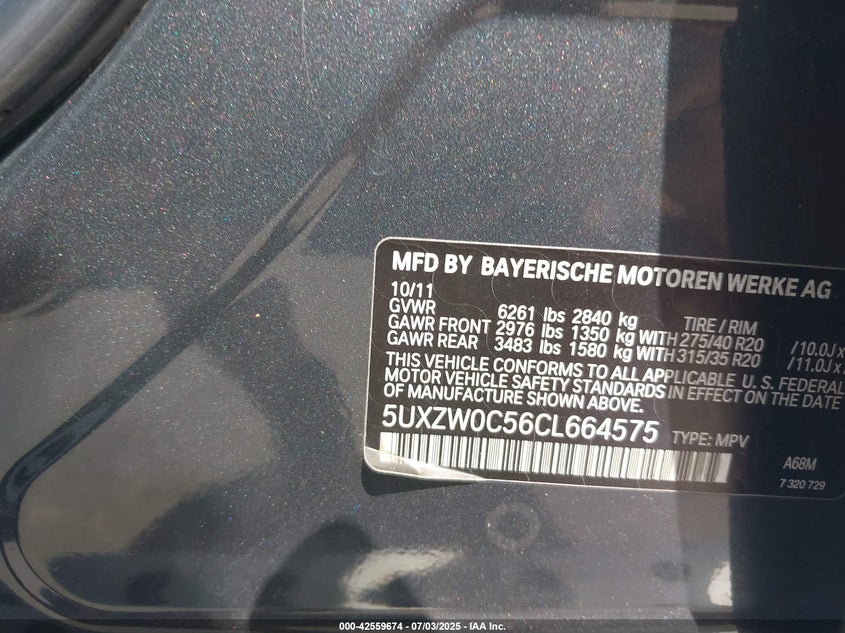 MFD BY BAYERISCHE MOTOREN WERKE AG
10/11
GVWR 6261 lbs 2840 kg TIRE / RIM
GAWR FRONT 2976 lbs 1350 kg WITH 275/40 R20 /10.0J x
GAWR REAR 3483 lbs 1580 kg WITH 315/35 R20 /11.0J x
THIS VEHICLE CONFORMS TO ALL APPLICABLE U. S. FEDERAL
MOTOR VEHICLE SAFETY STANDARDS IN EFFECT ON THE DATE
OF MANUFACTURE SHOWN ABOVE.
5UXZW0C56CL664575 TYPE: MPV
A68M
7 320 729
000-42559674 - 07/03/2025 - IAA Inc.